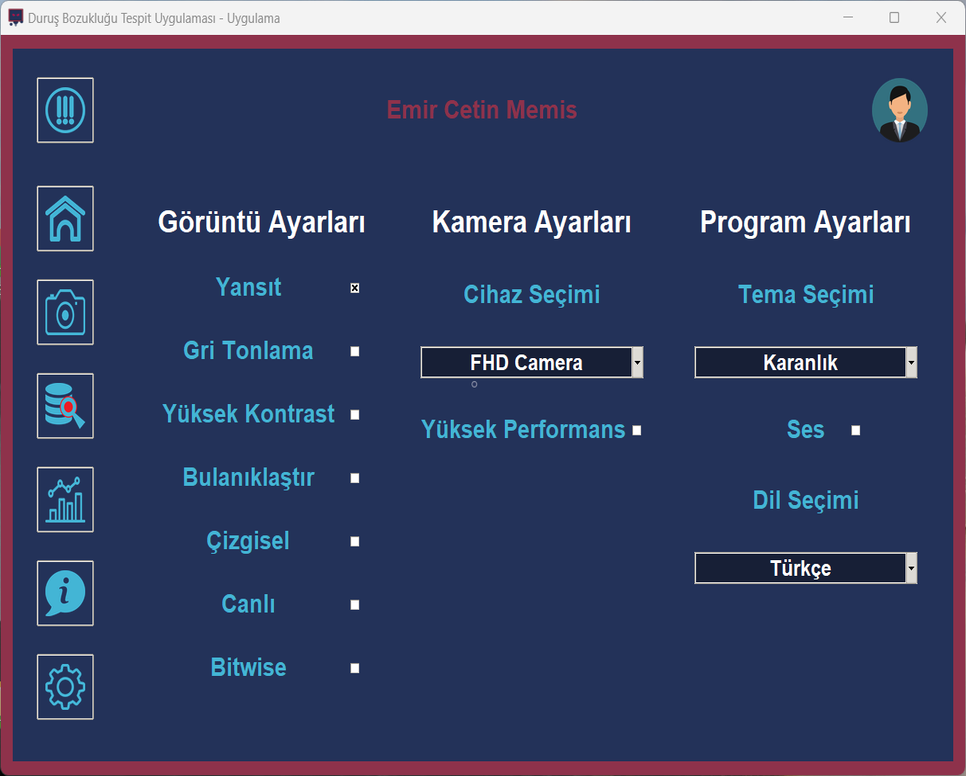 Duruş Bozukluğu Tespit Uygulaması - Uygulama
Emir Cetin Memis
Görüntü Ayarları
Yansıt
Gri Tonlama
Yüksek Kontrast
Bulanıklaştır
Çizgisel
Canlı
Bitwise
Kamera Ayarları
Cihaz Seçimi
FHD Camera
Yüksek Performans
Program Ayarları
Tema Seçimi
Karanlık
Ses
Dil Seçimi
Türkçe